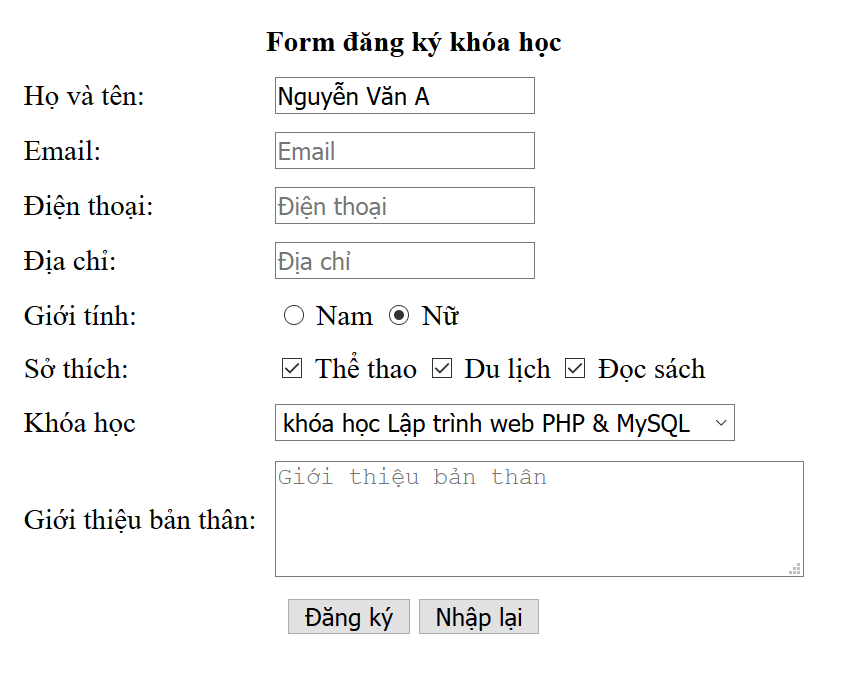 Form đăng ký khóa học
Họ và tên: Nguyễn Văn A
Email: Email
Điện thoại: Điện thoại
Địa chỉ: Địa chỉ
Giới tính: Nam Nữ
Sở thích: Thể thao Du lịch Đọc sách
Khóa học khóa học Lập trình web PHP & MySQL
Giới thiệu bản thân: Giới thiệu bản thân
Đăng ký Nhập lại